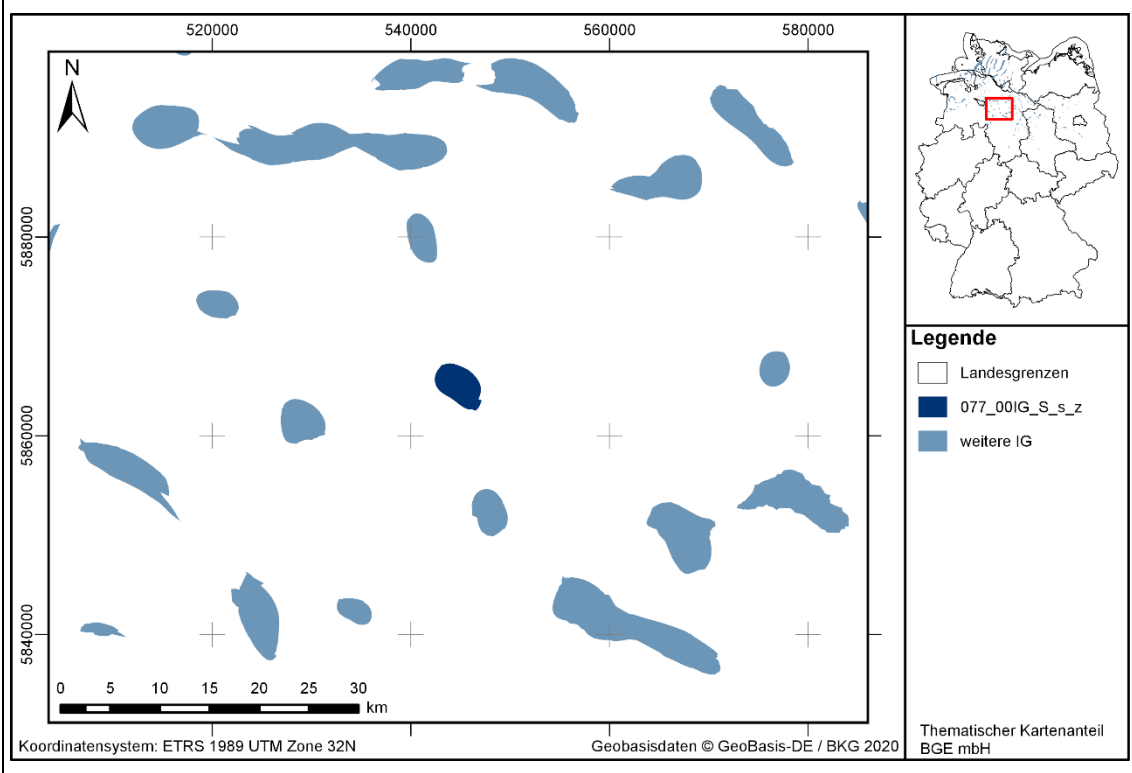 520000 540000 560000 580000
N
5880000
5860000
5840000
0 5 10 15 20 25 30
km
Koordinatensystem: ETRS 1989 UTM Zone 32N
Geobasisdaten © GeoBasis-DE / BKG 2020
Legende
Landesgrenzen
077_00IG_S_s_z
weitere IG
Thematischer Kartenanteil
BGE mbH